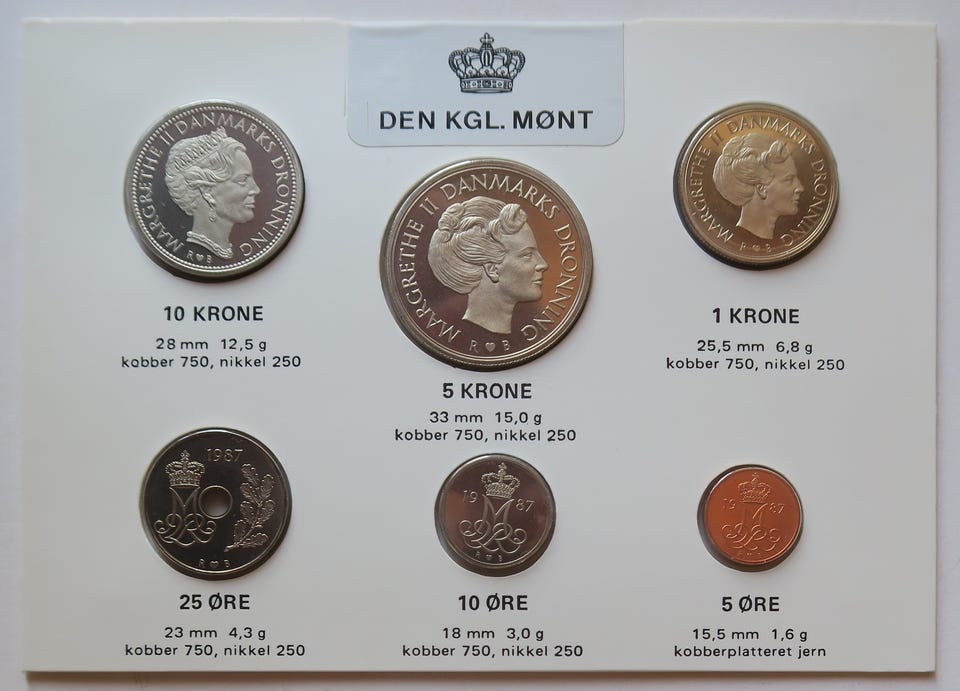 DEN KGL. MØNT
MARGRETHE II DANMARKS DRONNING
R ♥ B
10 KRONE
28 mm 12,5 g
kobber 750, nikkel 250
MARGRETHE II DANMARKS DRONNING
R ♥ B
5 KRONE
33 mm 15,0 g
kobber 750, nikkel 250
MARGRETHE II DANMARKS DRONNING
R ♥ B
1 KRONE
25,5 mm 6,8 g
kobber 750, nikkel 250
1987
R ♥ B
25 ØRE
23 mm 4,3 g
kobber 750, nikkel 250
1987
R ♥ B
10 ØRE
18 mm 3,0 g
kobber 750, nikkel 250
1987
R ♥ B
5 ØRE
15,5 mm 1,6 g
kobberplatteret jern